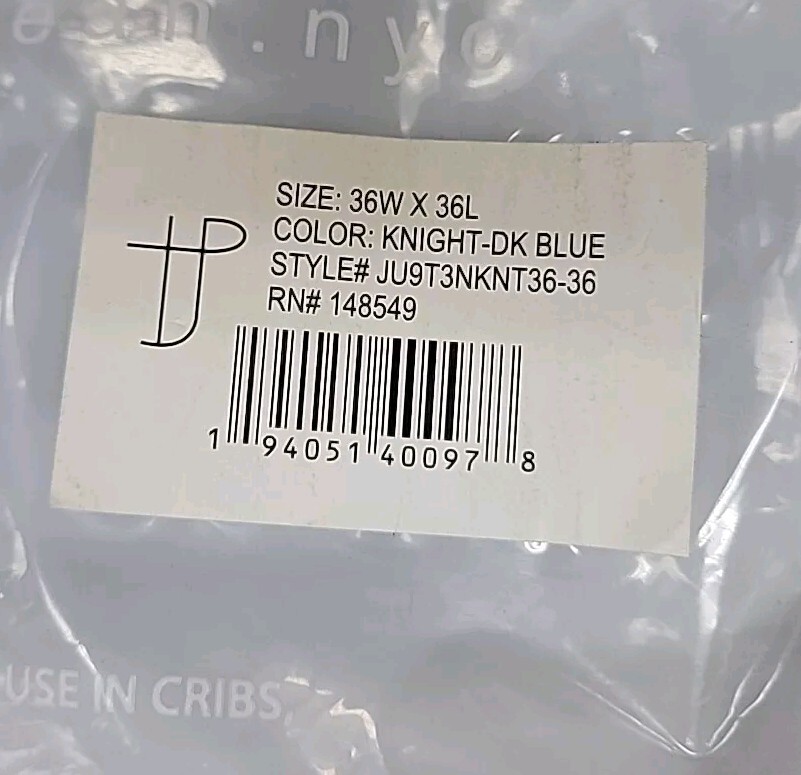 .nyc
SIZE: 36W X 36L
COLOR: KNIGHT-DK BLUE
STYLE# JU9T3NKNT36-36
RN# 148549
1 94051 40097 8
USE IN CRIBS,